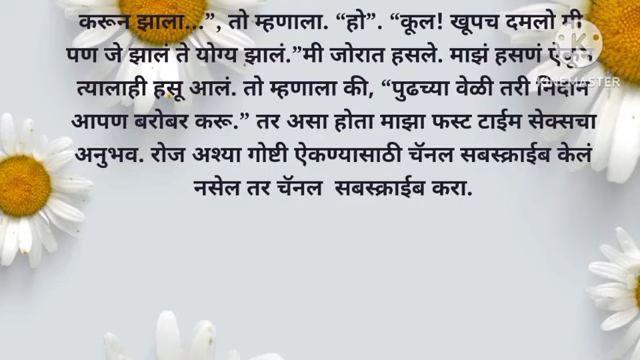 करून झाला...”, तो म्हणाला. “हो”. “कूल! खूपच दमलो मी
पण जे झालं ते योग्य झालं.”मी जोरात हसले. माझं हसणं ऐकून
त्यालाही हसू आलं. तो म्हणाला की, “पुढच्या वेळी तरी निदान
आपण बरोबर करू.” तर असा होता माझा फस्ट टाईम सेक्सचा
अनुभव. रोज अश्या गोष्टी ऐकण्यासाठी चॅनल सबस्क्राईब केलं
नसेल तर चॅनल सबस्क्राईब करा.
KINEMASTER